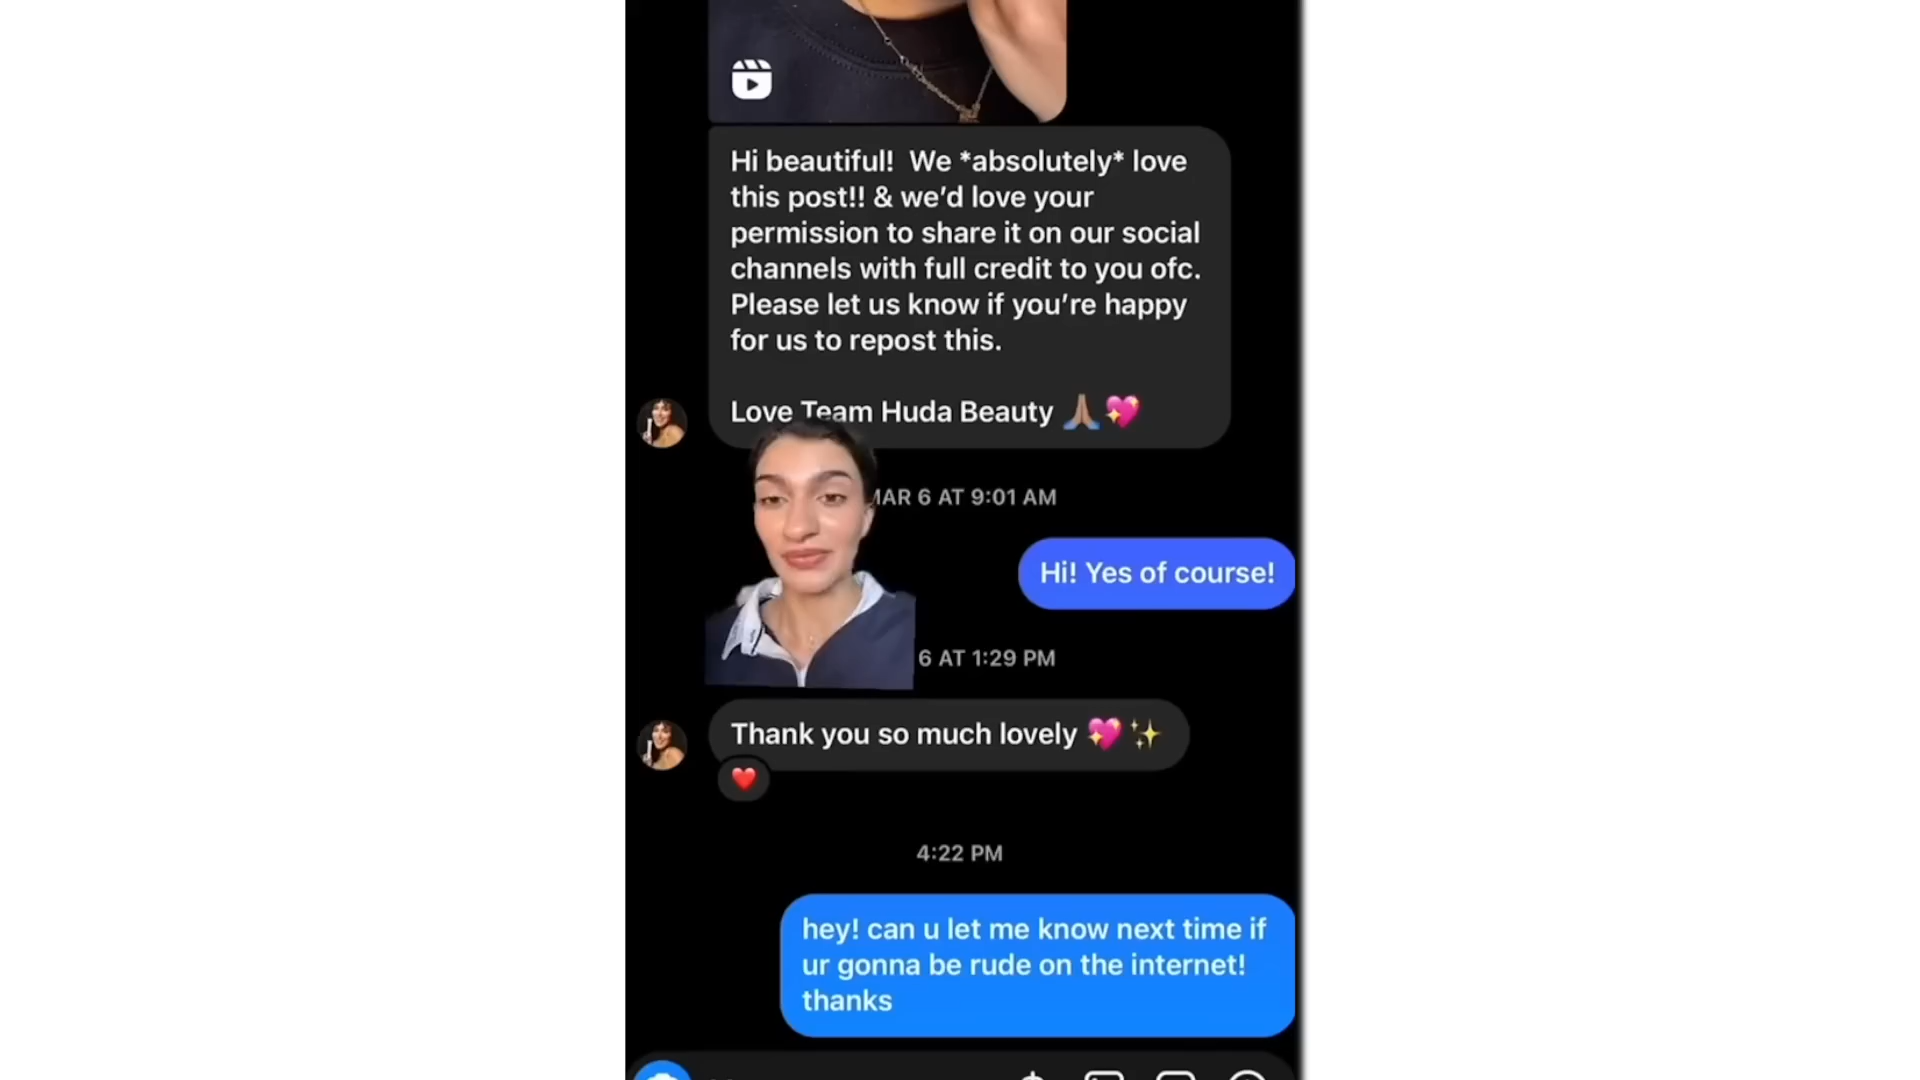 Hi beautiful!  We *absolutely* love
this post!! & we’d love your
permission to share it on our social
channels with full credit to you ofc.
Please let us know if you’re happy
for us to repost this.
Love Team Huda Beauty 🙏🏽💖
MAR 6 AT 9:01 AM
Hi! Yes of course!
6 AT 1:29 PM
Thank you so much lovely 💖✨
4:22 PM
hey! can u let me know next time if
ur gonna be rude on the internet!
thanks